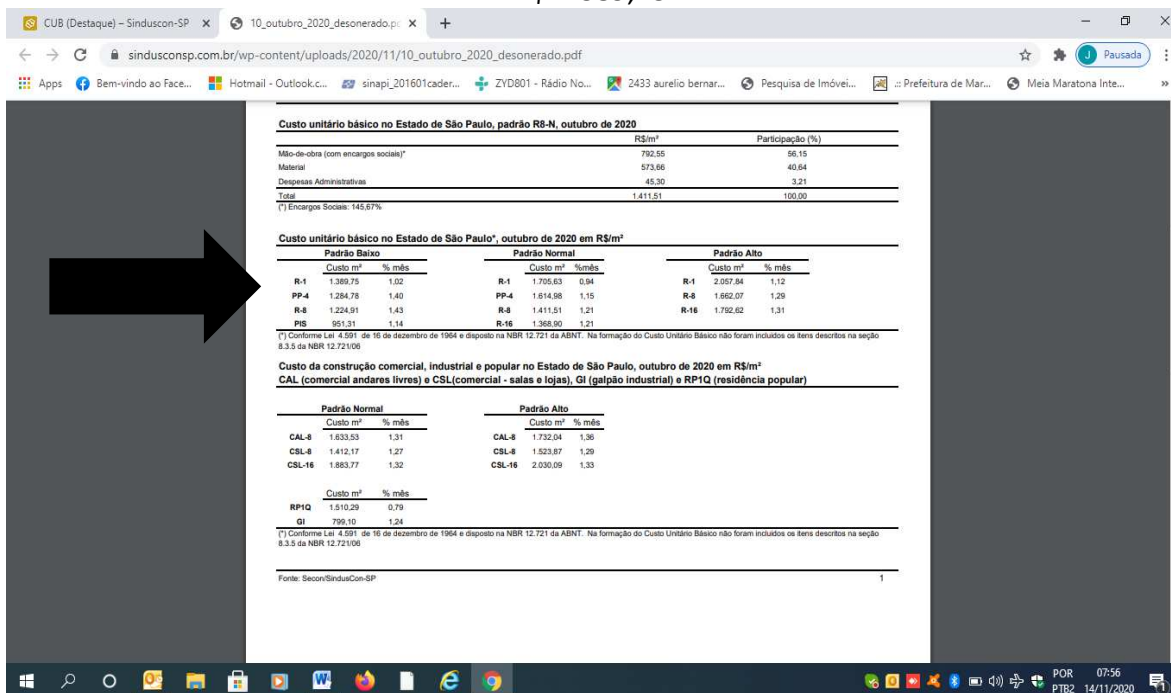 CUB (Destaque) – Sinduscon-SP
10_outubro_2020_desonerado.pc
sindusconsp.com.br/wp-content/uploads/2020/11/10_outubro_2020_desonerado.pdf
J Pausada
Apps Bem-vindo ao Face... Hotmail - Outlook.c... sinapi_201601cader... ZYD801 - Rádio No... 2433 aurelio bernar... Pesquisa de Imóvei... .:: Prefeitura de Mar... Meia Maratona Inte... »
Custo unitário básico no Estado de São Paulo, padrão R8-N, outubro de 2020
R$/m² Participação (%)
Mão-de-obra (com encargos sociais)* 792,55 56,15
Material 573,66 40,64
Despesas Administrativas 45,30 3,21
Total 1.411,51 100,00
(*) Encargos Sociais: 145,67%
Custo unitário básico no Estado de São Paulo*, outubro de 2020 em R$/m²
Padrão Baixo Padrão Normal Padrão Alto
Custo m² % mês Custo m² %mês Custo m² % mês
R-1 1.389,75 1,02 R-1 1.705,63 0,94 R-1 2.057,84 1,12
PP-4 1.284,78 1,40 PP-4 1.614,98 1,15 R-8 1.662,07 1,29
R-8 1.224,91 1,43 R-8 1.411,51 1,21 R-16 1.792,62 1,31
PIS 951,31 1,14 R-16 1.368,90 1,21
(*) Conforme Lei 4.591 de 16 de dezembro de 1964 e disposto na NBR 12.721 da ABNT. Na formação do Custo Unitário Básico não foram incluídos os itens descritos na seção
8.3.5 da NBR 12.721/06
Custo da construção comercial, industrial e popular no Estado de São Paulo, outubro de 2020 em R$/m²
CAL (comercial andares livres) e CSL(comercial - salas e lojas), GI (galpão industrial) e RP1Q (residência popular)
Padrão Normal Padrão Alto
Custo m² % mês Custo m² % mês
CAL-8 1.633,53 1,31 CAL-8 1.732,04 1,36
CSL-8 1.412,17 1,27 CSL-8 1.523,87 1,29
CSL-16 1.883,77 1,32 CSL-16 2.030,09 1,33
Custo m² % mês
RP1Q 1.510,29 0,79
GI 799,10 1,24
(*) Conforme Lei 4.591 de 16 de dezembro de 1964 e disposto na NBR 12.721 da ABNT. Na formação do Custo Unitário Básico não foram incluídos os itens descritos na seção
8.3.5 da NBR 12.721/06
Fonte: Secon/SindusCon-SP 1
POR 07:56
PTB2 14/11/2020